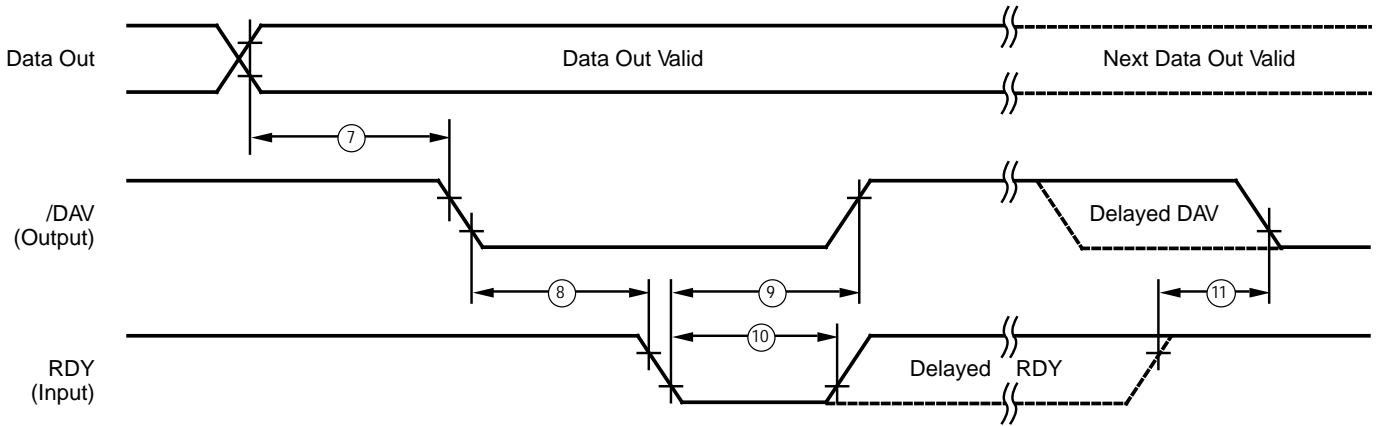 Data Out
Data Out Valid
Next Data Out Valid
7
/DAV
(Output)
Delayed DAV
8
9
11
10
RDY
(Input)
Delayed RDY